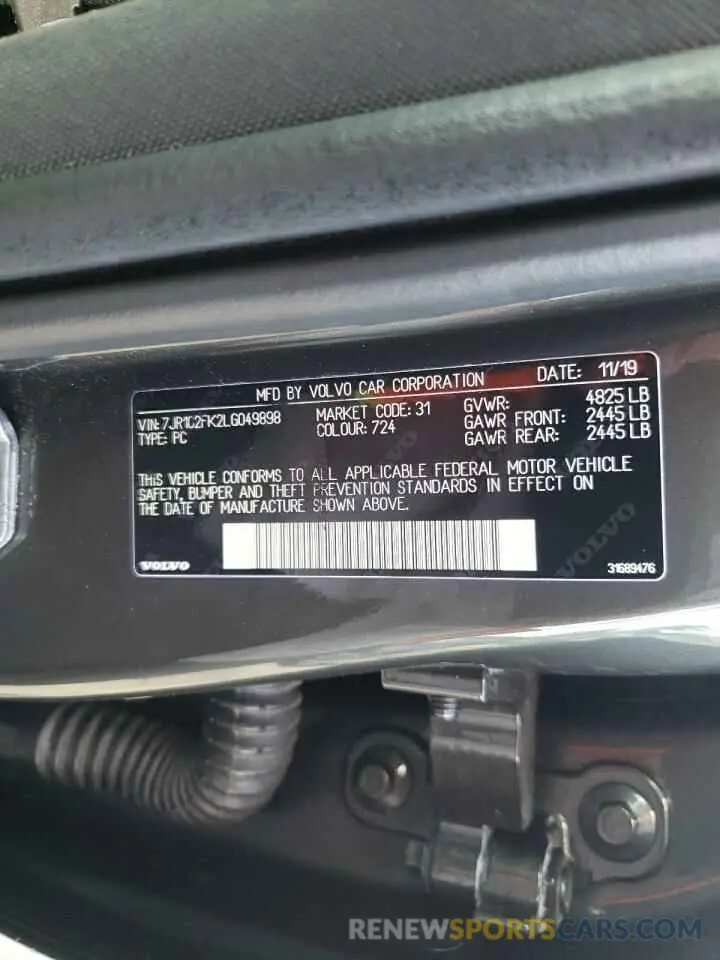 MFD BY VOLVO CAR CORPORATION DATE: 11/19
VIN: 7JR102FK2LG049898 MARKET CODE: 31 GVWR: 4825 LB
TYPE: PC COLOUR: 724 GAWR FRONT: 2445 LB
GAWR REAR: 2445 LB
THIS VEHICLE CONFORMS TO ALL APPLICABLE FEDERAL MOTOR VEHICLE
SAFETY, BUMPER AND THEFT PREVENTION STANDARDS IN EFFECT ON
THE DATE OF MANUFACTURE SHOWN ABOVE.
VOLVO VOLVO 31689476
RENEWSPORTSCARS.COM